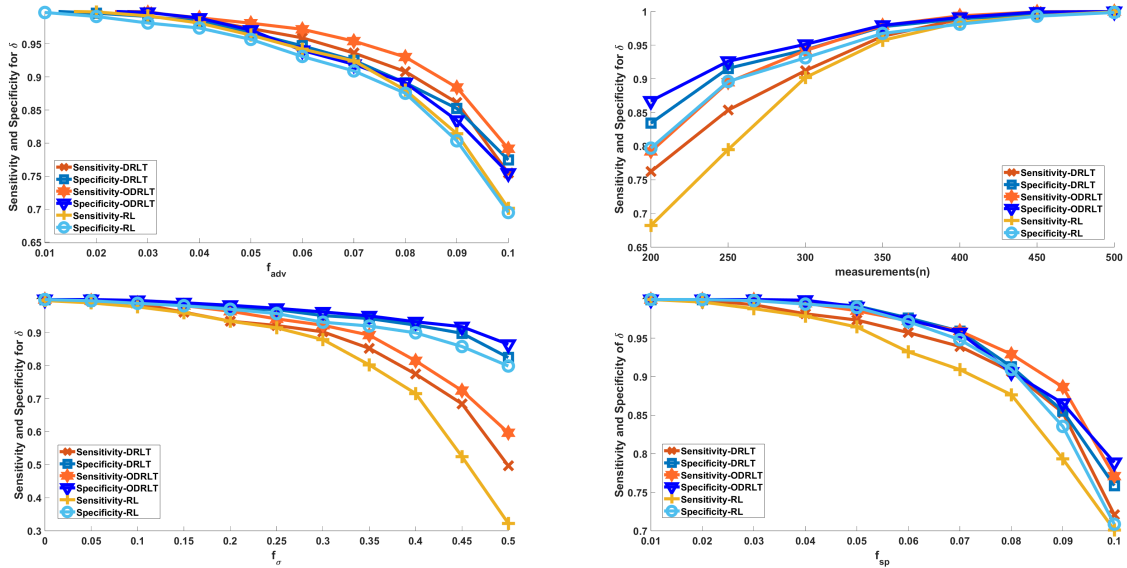 Sensitivity and Specificity for δ
0.95
0.9
0.85
0.8
0.75
0.7
0.65
Sensitivity-DRLT
Specificity-DRLT
Sensitivity-ODRLT
Specificity-ODRLT
Sensitivity-RL
Specificity-RL
0.01 0.02 0.03 0.04 0.05 0.06 0.07 0.08 0.09 0.1
f_adv
Sensitivity and Specificity for δ
1
0.95
0.9
0.85
0.8
0.75
0.7
0.65
Sensitivity-DRLT
Specificity-DRLT
Sensitivity-ODRLT
Specificity-ODRLT
Sensitivity-RL
Specificity-RL
200 250 300 350 400 450 500
measurements(n)
Sensitivity and Specificity for δ
0.9
0.8
0.7
0.6
0.5
0.4
0.3
Sensitivity-DRLT
Specificity-DRLT
Sensitivity-ODRLT
Specificity-ODRLT
Sensitivity-RL
Specificity-RL
0 0.05 0.1 0.15 0.2 0.25 0.3 0.35 0.4 0.45 0.5
f_σ
Sensitivity and Specificity of δ
0.95
0.9
0.85
0.8
0.75
0.7
Sensitivity-DRLT
Specificity-DRLT
Sensitivity-ODRLT
Specificity-ODRLT
Sensitivity-RL
Specificity-RL
0.01 0.02 0.03 0.04 0.05 0.06 0.07 0.08 0.09 0.1
f_sp